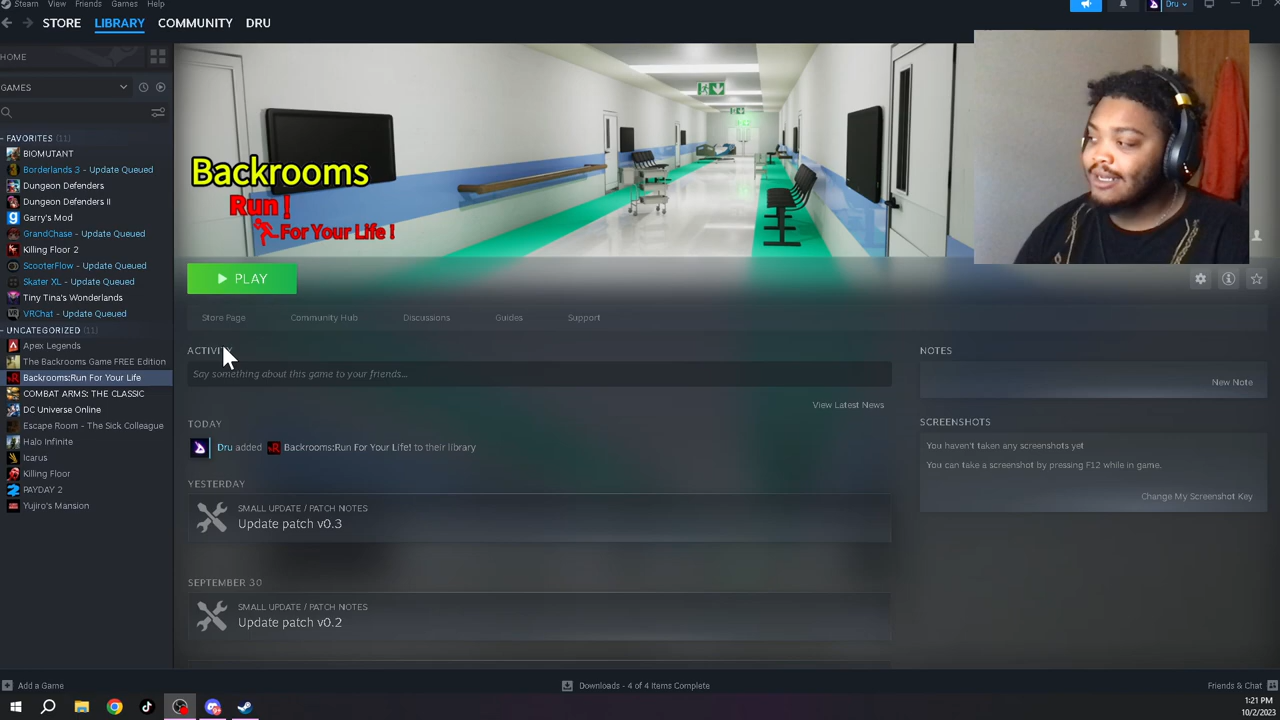 Steam View Friends Games Help
Dru
STORE LIBRARY COMMUNITY DRU
HOME
GAMES
FAVORITES (11)
BIOMUTANT
Borderlands 3 - Update Queued
Dungeon Defenders
Dungeon Defenders II
Garry's Mod
GrandChase - Update Queued
Killing Floor 2
ScooterFlow - Update Queued
Skater XL - Update Queued
Tiny Tina's Wonderlands
VRChat - Update Queued
UNCATEGORIZED (11)
Apex Legends
The Backrooms Game FREE Edition
Backrooms:Run For Your Life
COMBAT ARMS: THE CLASSIC
DC Universe Online
Escape Room - The Sick Colleague
Halo Infinite
Icarus
Killing Floor
PAYDAY 2
Yujiro's Mansion
Backrooms
Run !
For Your Life !
PLAY
Store Page Community Hub Discussions Guides Support
ACTIVITY
Say something about this game to your friends...
View Latest News
TODAY
Dru added Backrooms:Run For Your Life! to their library
YESTERDAY
SMALL UPDATE / PATCH NOTES
Update patch v0.3
SEPTEMBER 30
SMALL UPDATE / PATCH NOTES
Update patch v0.2
NOTES
New Note
SCREENSHOTS
You haven't taken any screenshots yet
You can take a screenshot by pressing F12 while in game.
Change My Screenshot Key
Add a Game
Downloads - 4 of 4 Items Complete
Friends & Chat
1:21 PM
10/2/2023